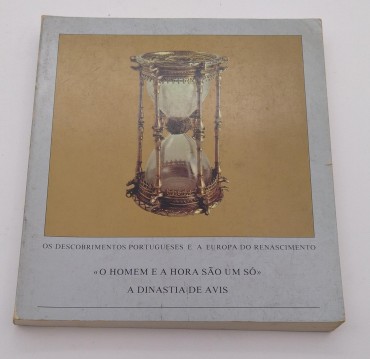 OS DESCOBRIMENTOS PORTUGUESES E A EUROPA DO RENASCIMENTO
«O HOMEM E A HORA SÃO UM SÓ»
A DINASTIA DE AVIS